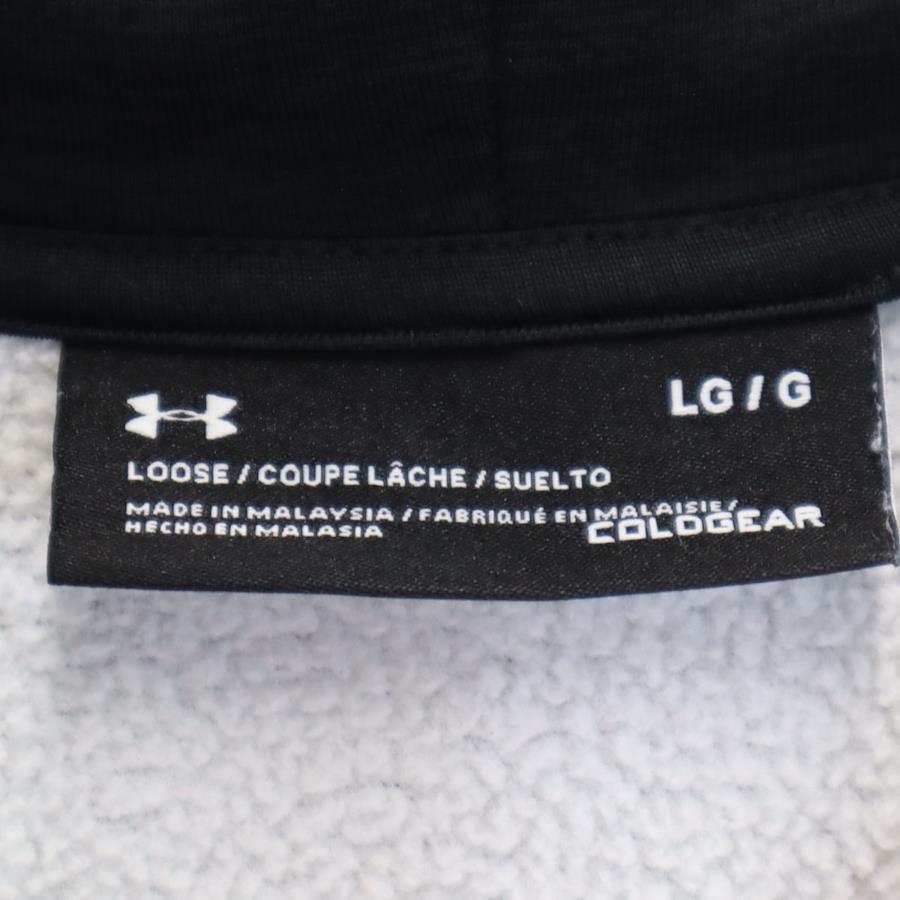 LG / G
LOOSE / COUPE LÂCHE / SUELTO
MADE IN MALAYSIA / FABRIQUÉ EN MALAISIE /
HECHO EN MALASIA
COLDGEAR